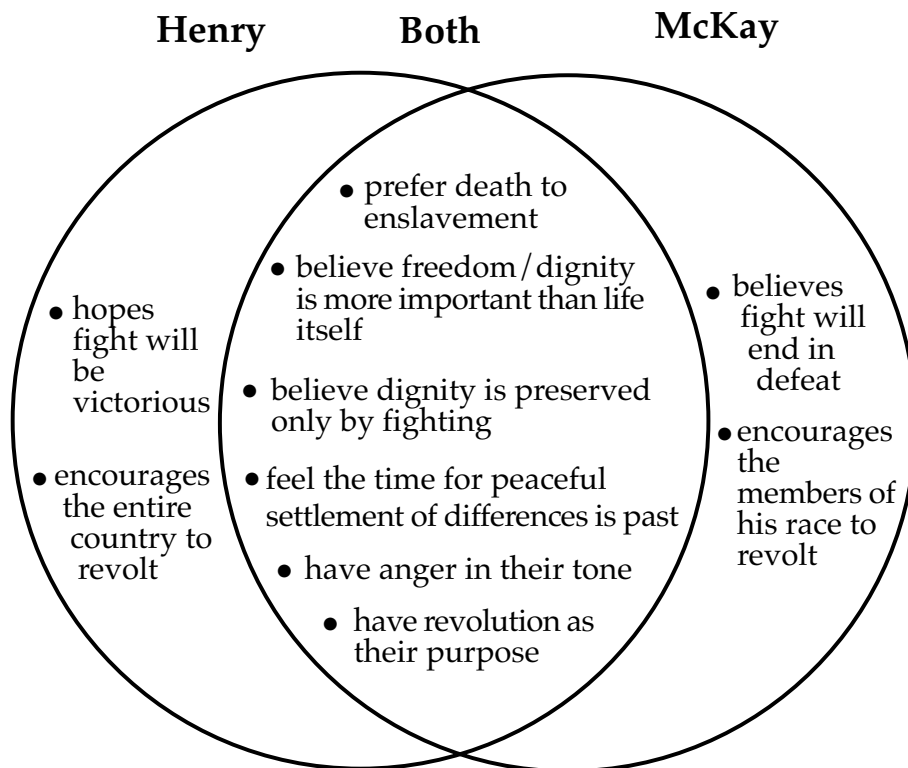 Henry Both McKay
• hopes
fight will
be
victorious
• encourages
the entire
country to
revolt
• prefer death to
enslavement
• believe freedom/dignity
is more important than life
itself
• believe dignity is preserved
only by fighting
• feel the time for peaceful
settlement of differences is past
• have anger in their tone
• have revolution as
their purpose
• believes
fight will
end in
defeat
• encourages
the
members of
his race to
revolt